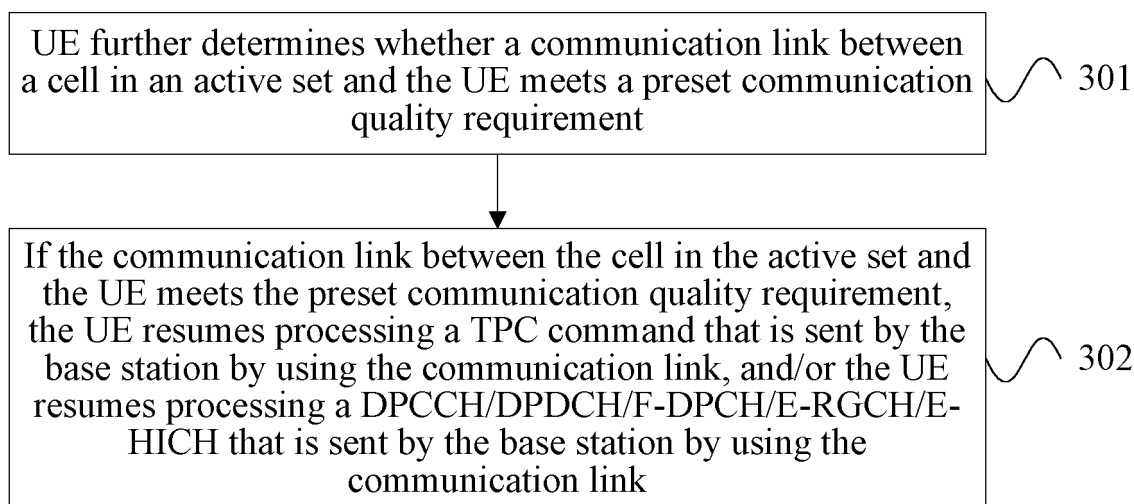 UE further determines whether a communication link between
a cell in an active set and the UE meets a preset communication
quality requirement
301
If the communication link between the cell in the active set and
the UE meets the preset communication quality requirement,
the UE resumes processing a TPC command that is sent by the
base station by using the communication link, and/or the UE
resumes processing a DPCCH/DPDCH/F-DPCH/E-RGCH/E-
HICH that is sent by the base station by using the
communication link
302